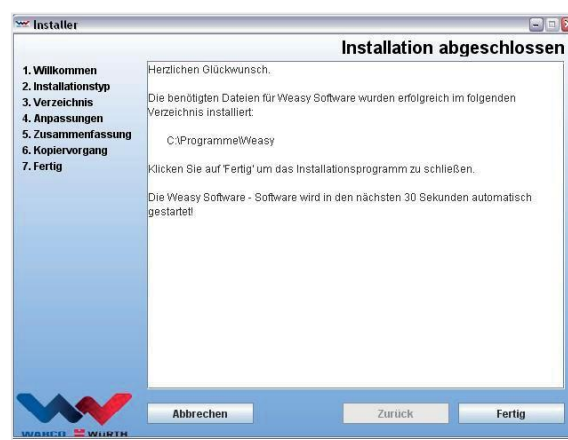 Installer
Installation abgeschlossen
1. Willkommen
2. Installationstyp
3. Verzeichnis
4. Anpassungen
5. Zusammenfassung
6. Kopiervorgang
7. Fertig
Herzlichen Glückwunsch.
Die benötigten Dateien für Weasy Software wurden erfolgreich im folgenden
Verzeichnis installiert:
C:\Programme\Weasy
Klicken Sie auf 'Fertig' um das Installationsprogramm zu schließen.
Die Weasy Software - Software wird in den nächsten 30 Sekunden automatisch
gestartet!
WABCO WÜRTH
Abbrechen
Zurück
Fertig